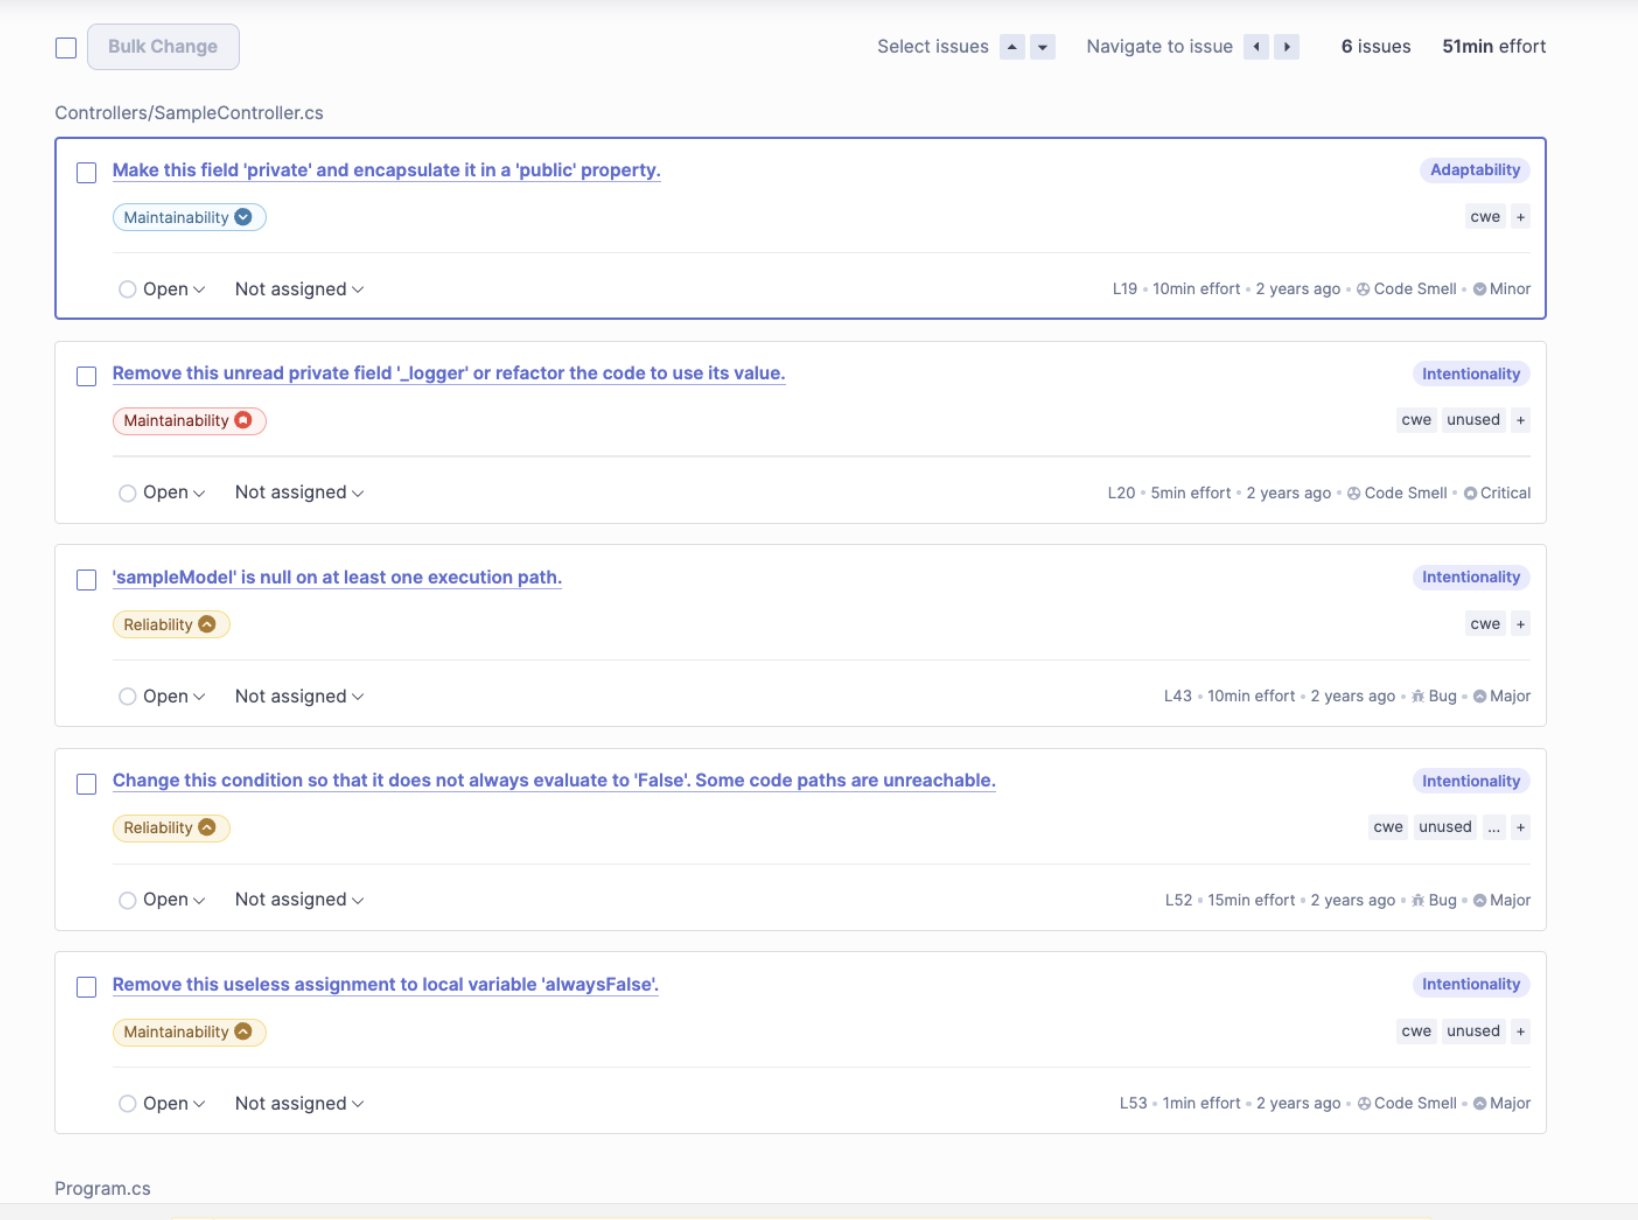 Bulk Change Select issues Navigate to issue 6 issues 51min effort
Controllers/SampleController.cs
Make this field 'private' and encapsulate it in a 'public' property. Adaptability
Maintainability cwe +
Open Not assigned L19 • 10min effort • 2 years ago • Code Smell • Minor
Remove this unread private field '_logger' or refactor the code to use its value. Intentionality
Maintainability cwe unused +
Open Not assigned L20 • 5min effort • 2 years ago • Code Smell • Critical
'sampleModel' is null on at least one execution path. Intentionality
Reliability cwe +
Open Not assigned L43 • 10min effort • 2 years ago • Bug • Major
Change this condition so that it does not always evaluate to 'False'. Some code paths are unreachable. Intentionality
Reliability cwe unused ... +
Open Not assigned L52 • 15min effort • 2 years ago • Bug • Major
Remove this useless assignment to local variable 'alwaysFalse'. Intentionality
Maintainability cwe unused +
Open Not assigned L53 • 1min effort • 2 years ago • Code Smell • Major
Program.cs